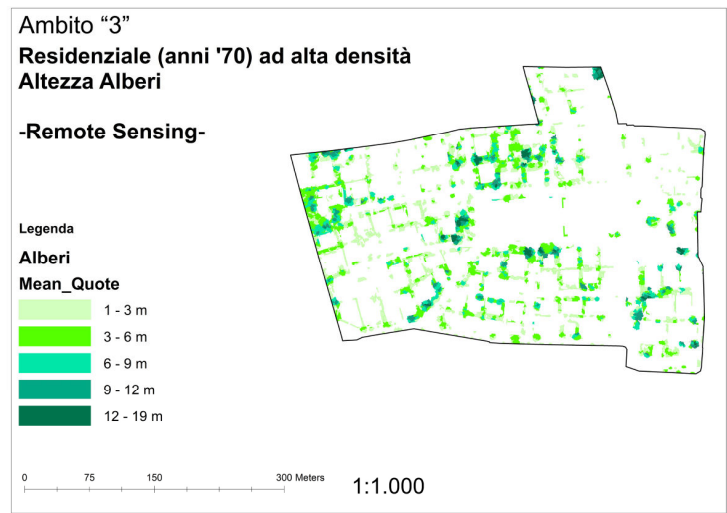 Ambito “3”
Residenziale (anni '70) ad alta densità
Altezza Alberi
-Remote Sensing-
Legenda
Alberi
Mean_Quote
1 - 3 m
3 - 6 m
6 - 9 m
9 - 12 m
12 - 19 m
0 75 150 300 Meters
1:1.000